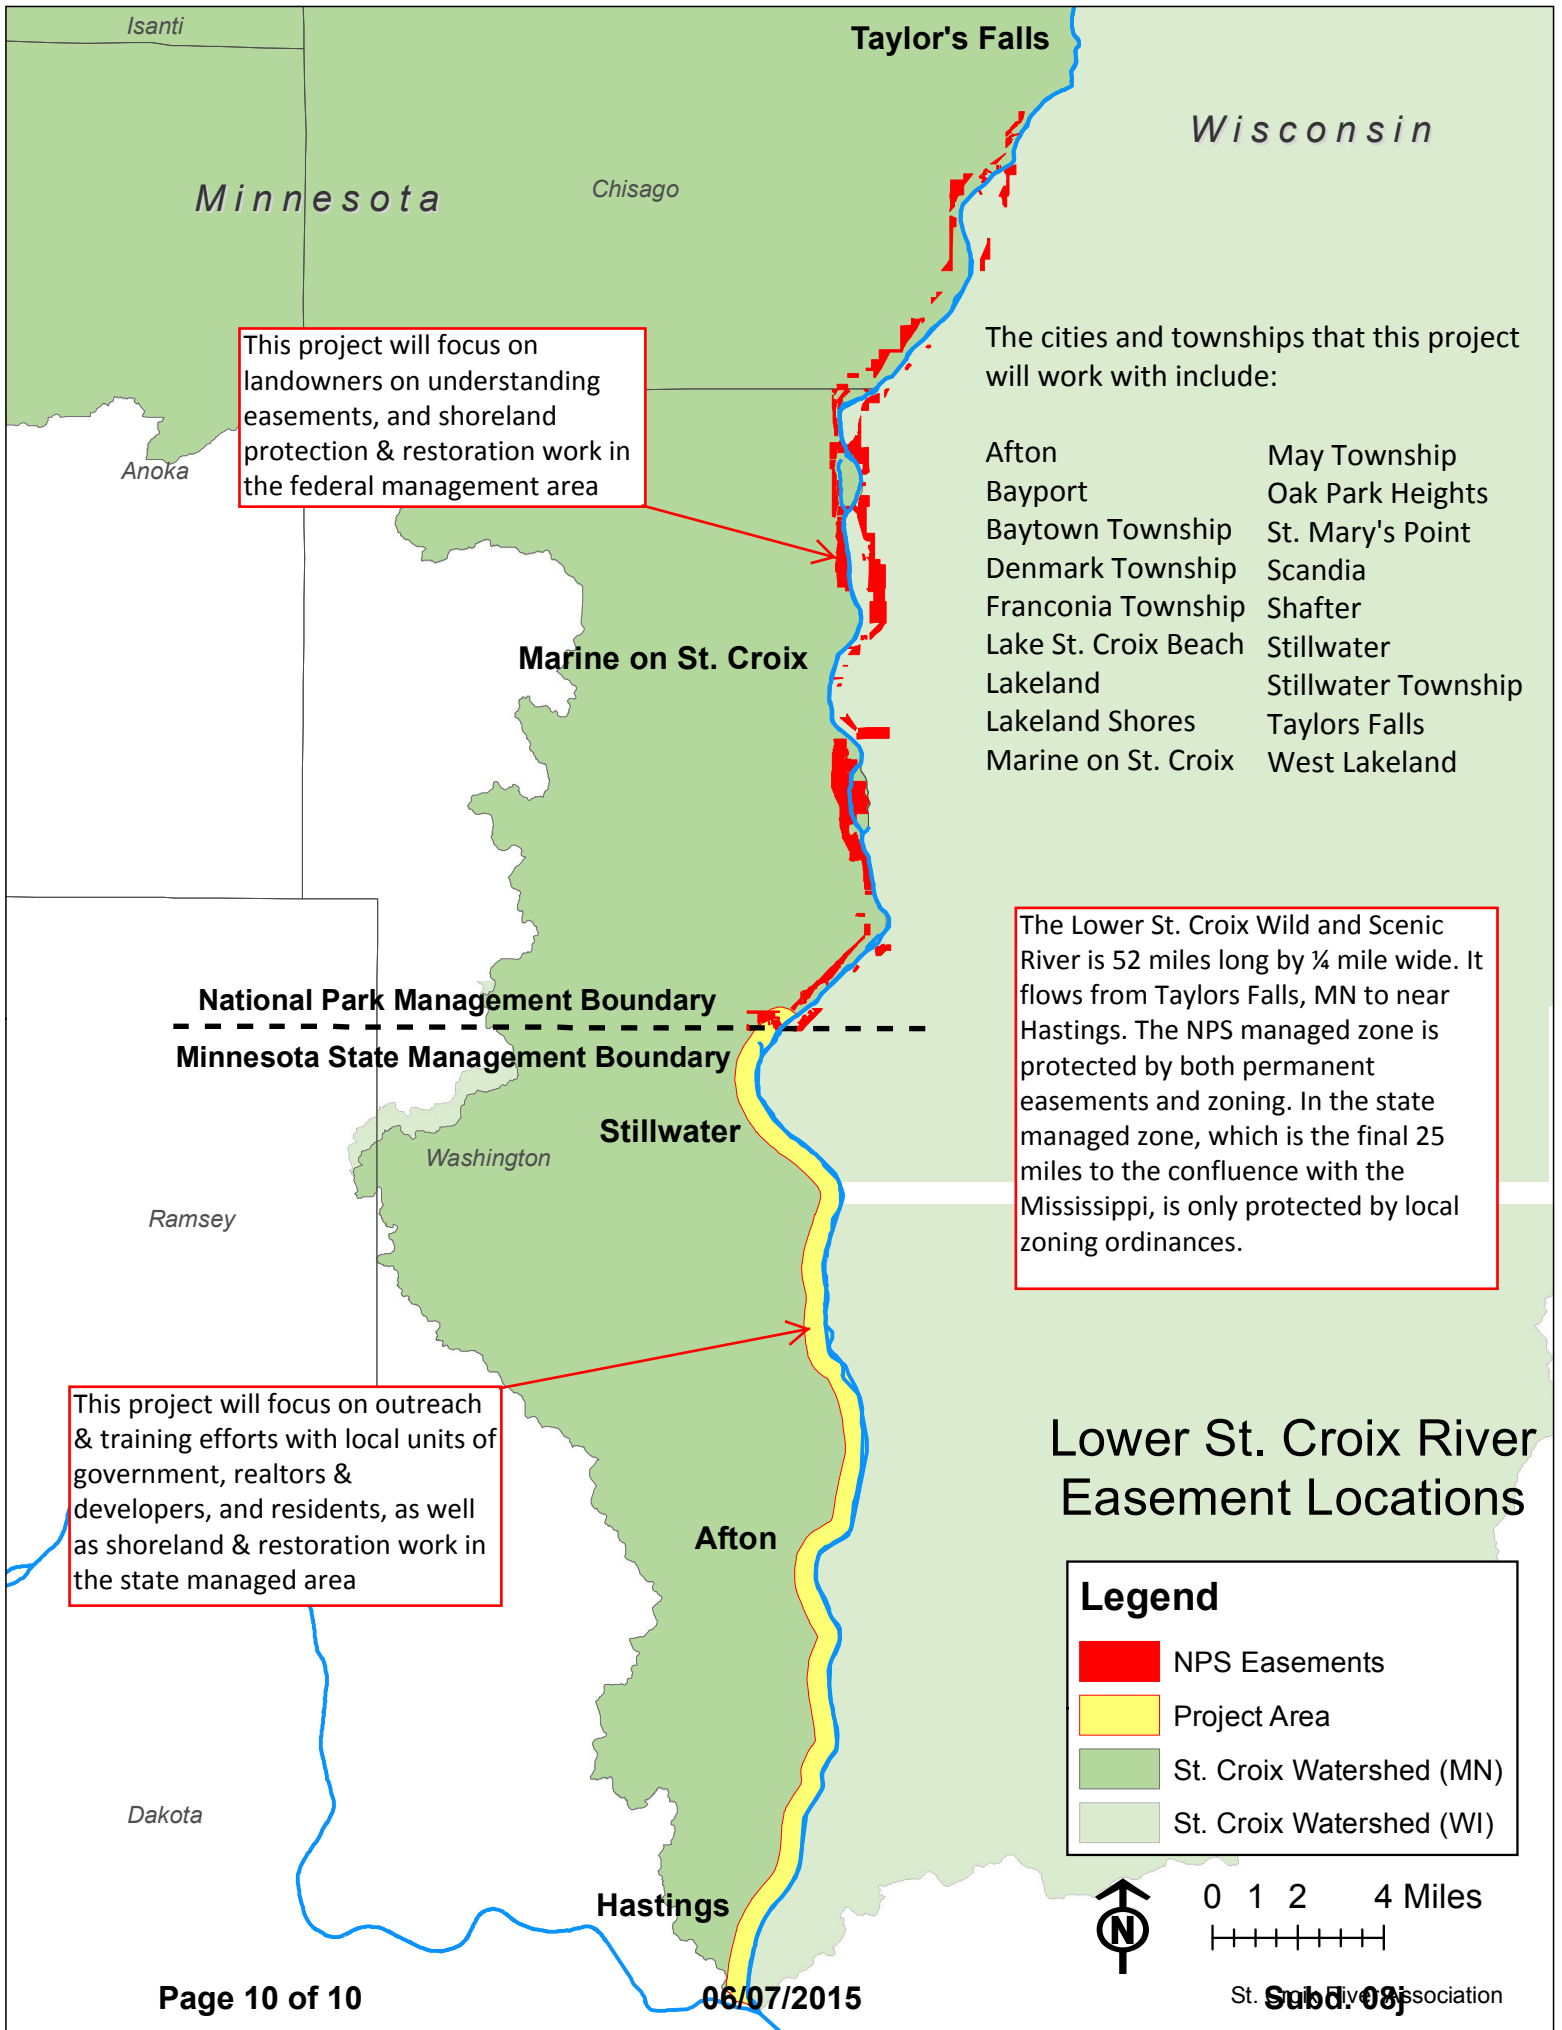 Isanti
Taylor's Falls
Wisconsin
Minnesota
Chisago
This project will focus on
landowners on understanding
easements, and shoreland
protection & restoration work in
the federal management area
The cities and townships that this project
will work with include:
Afton
Bayport
Baytown Township
Denmark Township
Franconia Township
Lake St. Croix Beach
Lakeland
Lakeland Shores
Marine on St. Croix
May Township
Oak Park Heights
St. Mary's Point
Scandia
Shafter
Stillwater
Stillwater Township
Taylors Falls
West Lakeland
Anoka
Marine on St. Croix
The Lower St. Croix Wild and Scenic
River is 52 miles long by ¼ mile wide. It
flows from Taylors Falls, MN to near
Hastings. The NPS managed zone is
protected by both permanent
easements and zoning. In the state
managed zone, which is the final 25
miles to the confluence with the
Mississippi, is only protected by local
zoning ordinances.
National Park Management Boundary
Minnesota State Management Boundary
Stillwater
Washington
Ramsey
This project will focus on outreach
& training efforts with local units of
government, realtors &
developers, and residents, as well
as shoreland & restoration work in
the state managed area
Lower St. Croix River
Easement Locations
Afton
Legend
NPS Easements
Project Area
St. Croix Watershed (MN)
St. Croix Watershed (WI)
Dakota
Hastings
N
0 1 2 4 Miles
Page 10 of 10
06/07/2015
St. Croix River Association
Subd. 08j